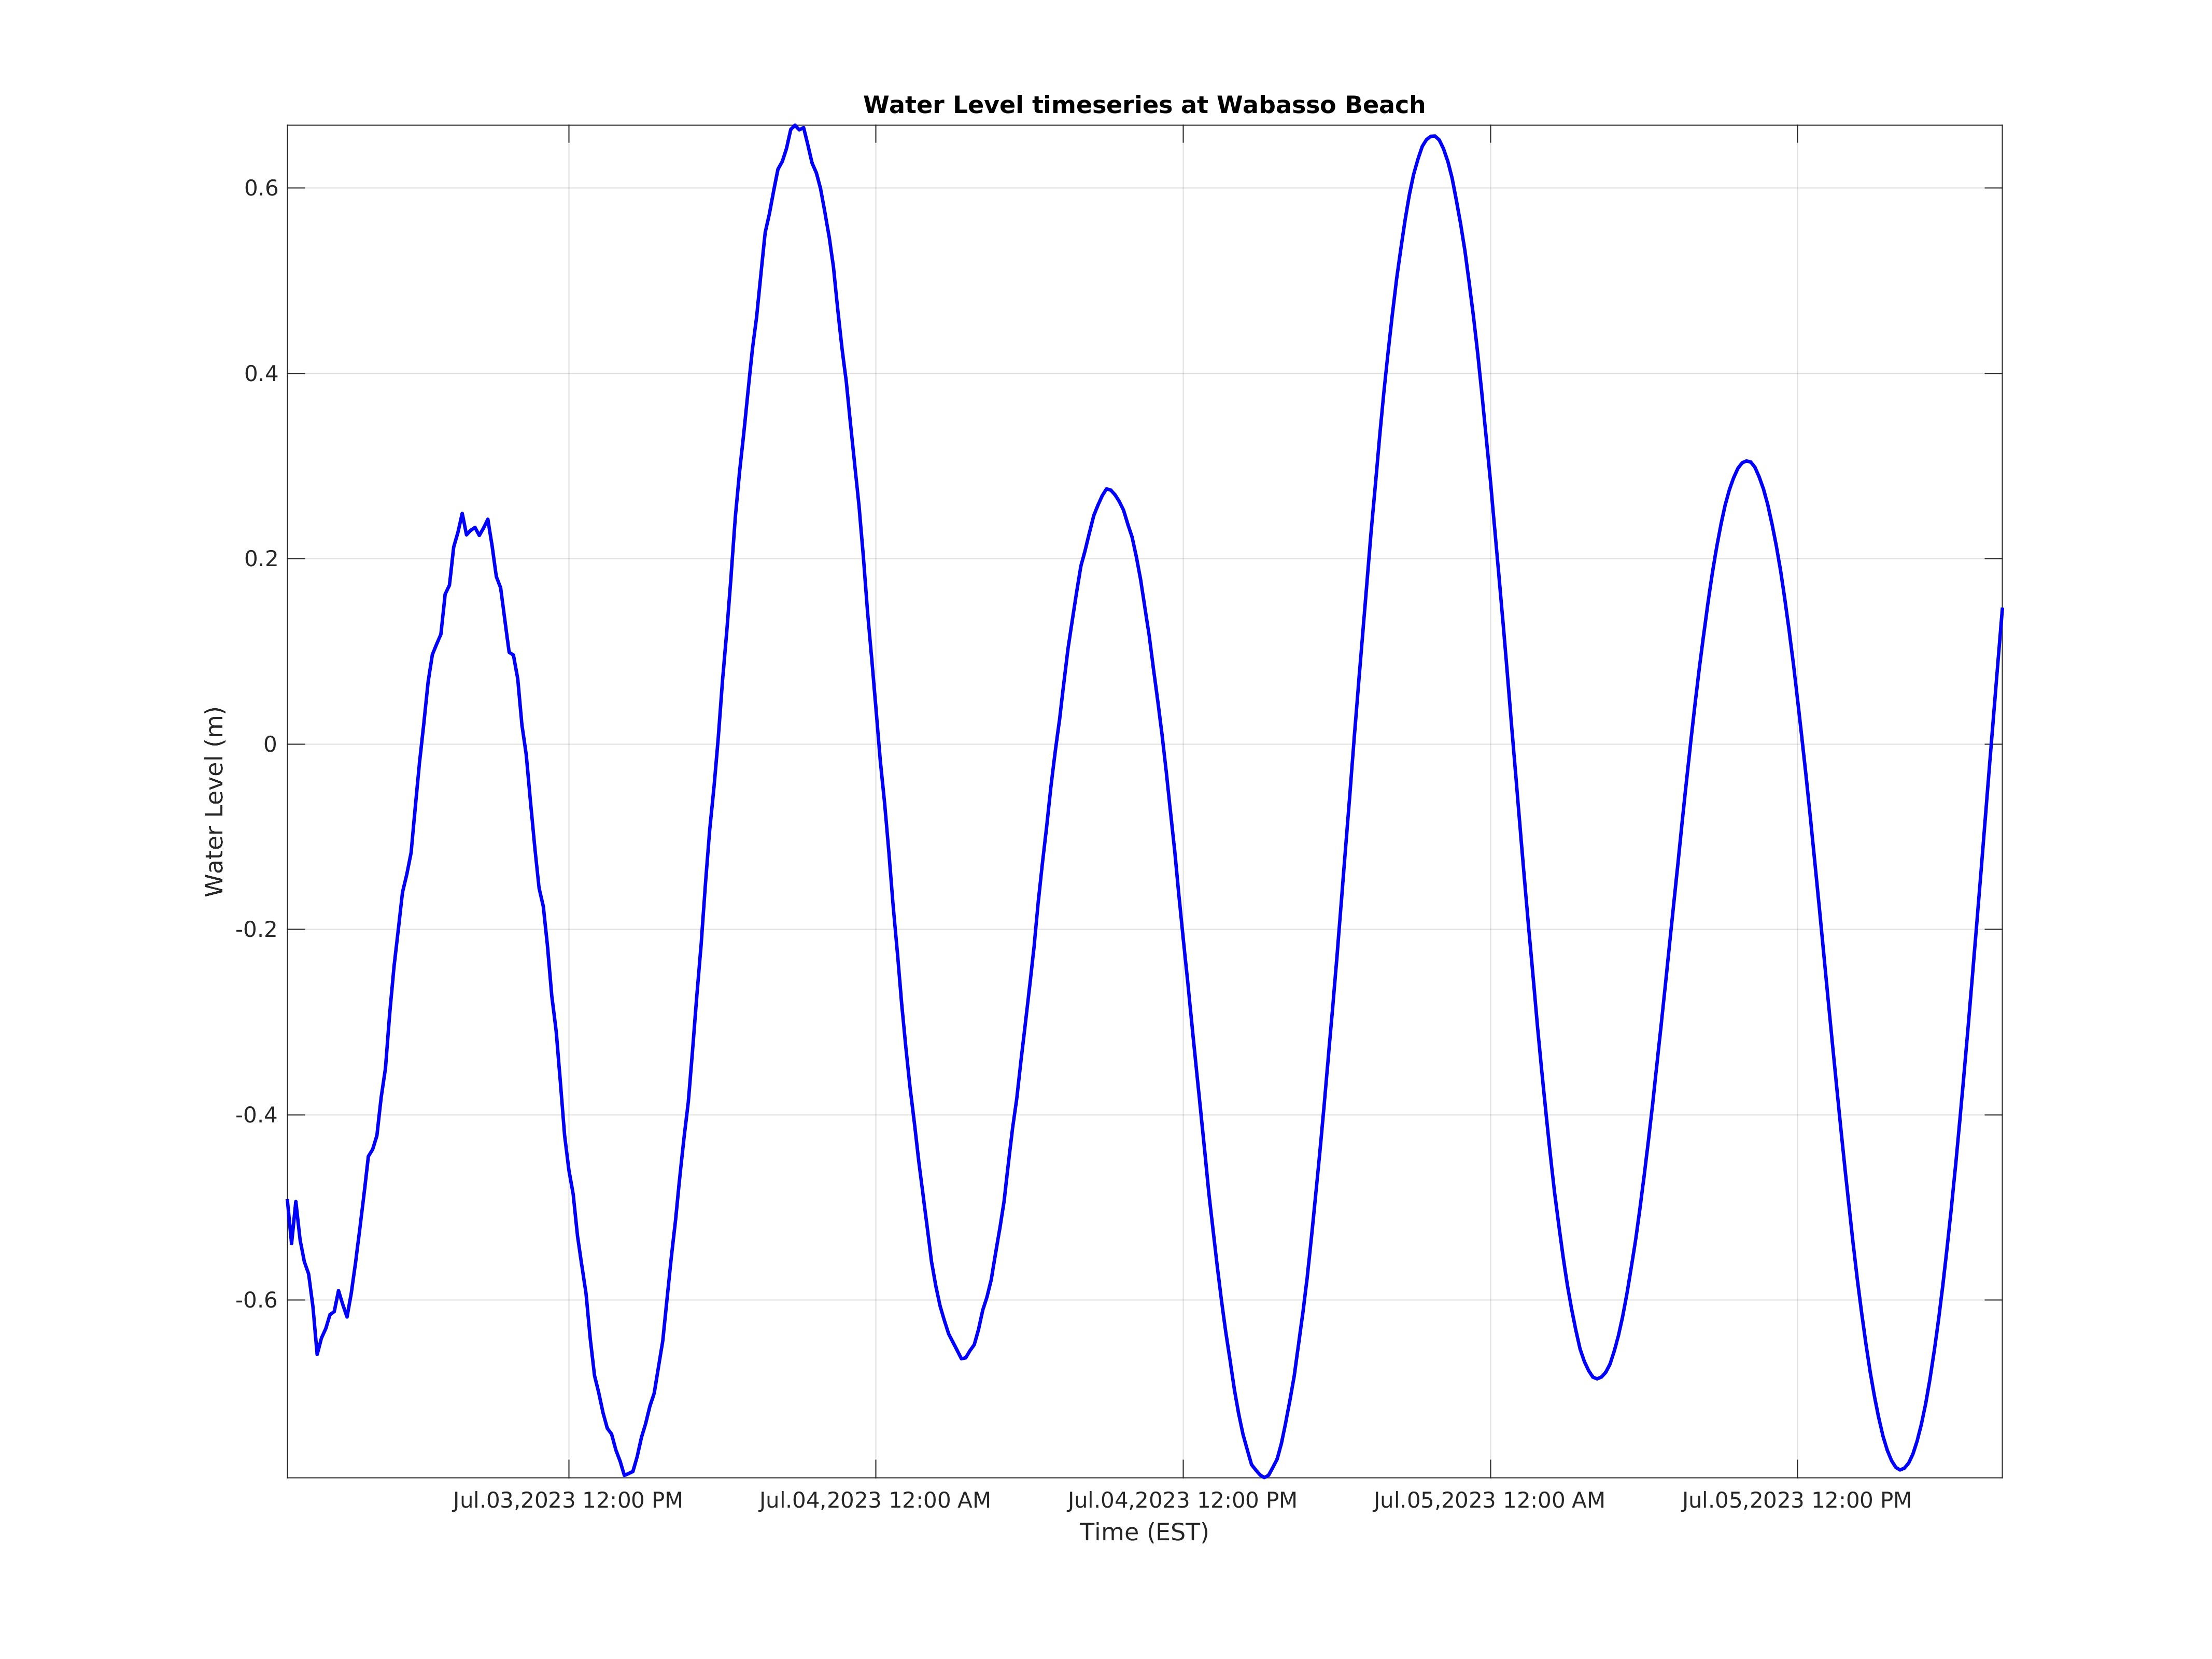 Water Level timeseries at Wabasso Beach
0.6
0.4
0.2
0
-0.2
-0.4
-0.6
Water Level (m)
Jul.03,2023 12:00 PM
Jul.04,2023 12:00 AM
Jul.04,2023 12:00 PM
Jul.05,2023 12:00 AM
Jul.05,2023 12:00 PM
Time (EST)